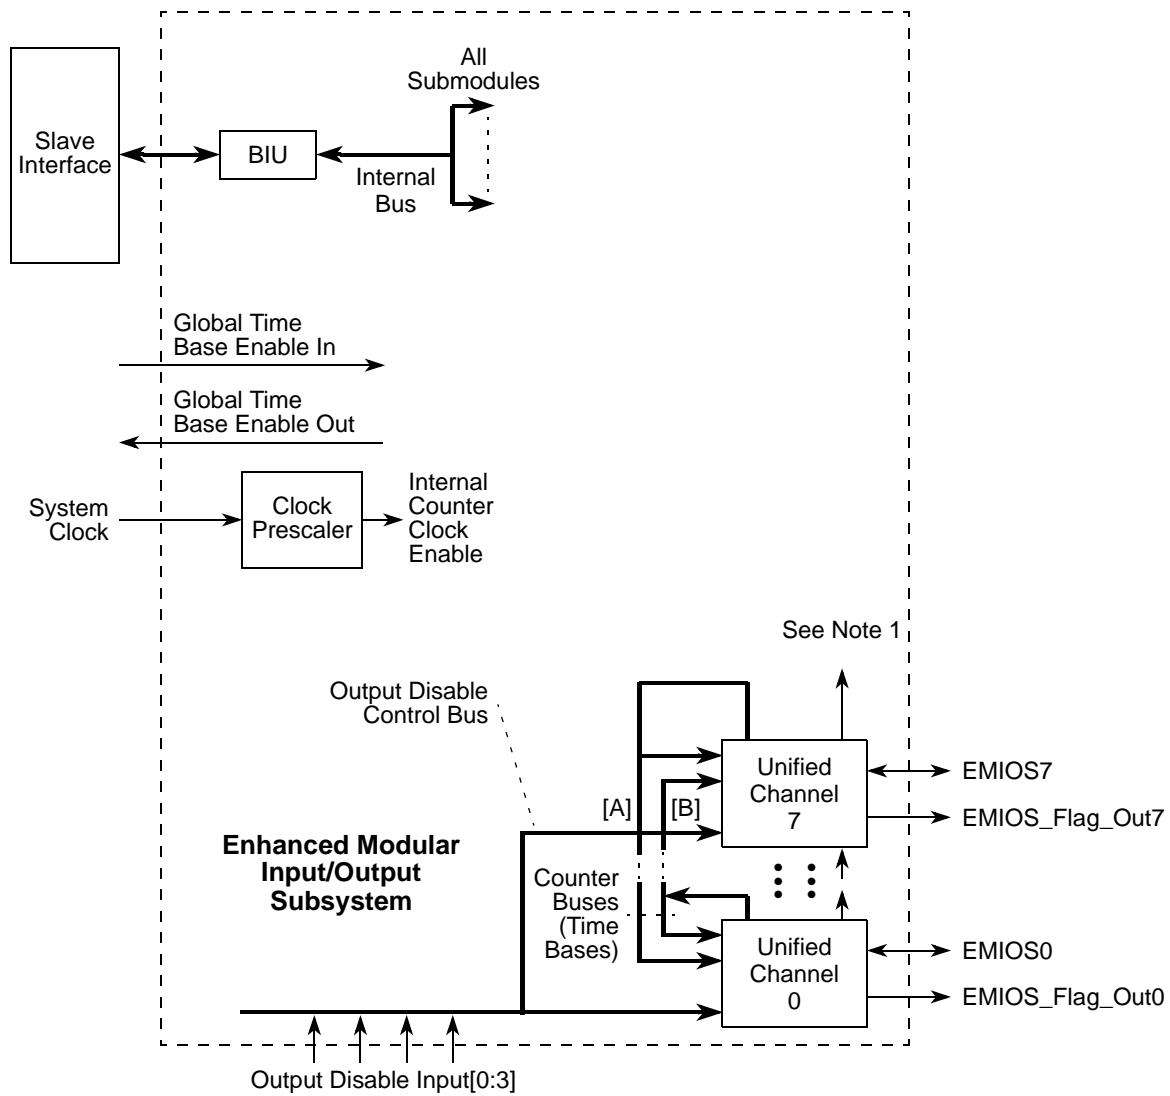 All
Submodules
Slave
Interface
BIU
Internal
Bus
Global Time
Base Enable In
Global Time
Base Enable Out
System
Clock
Clock
Prescaler
Internal
Counter
Clock
Enable
See Note 1
Output Disable
Control Bus
Unified
Channel
7
EMIOS7
EMIOS_Flag_Out7
[A]
[B]
Enhanced Modular
Input/Output
Subsystem
Counter
Buses
(Time
Bases)
Unified
Channel
0
EMIOS0
EMIOS_Flag_Out0
Output Disable Input[0:3]